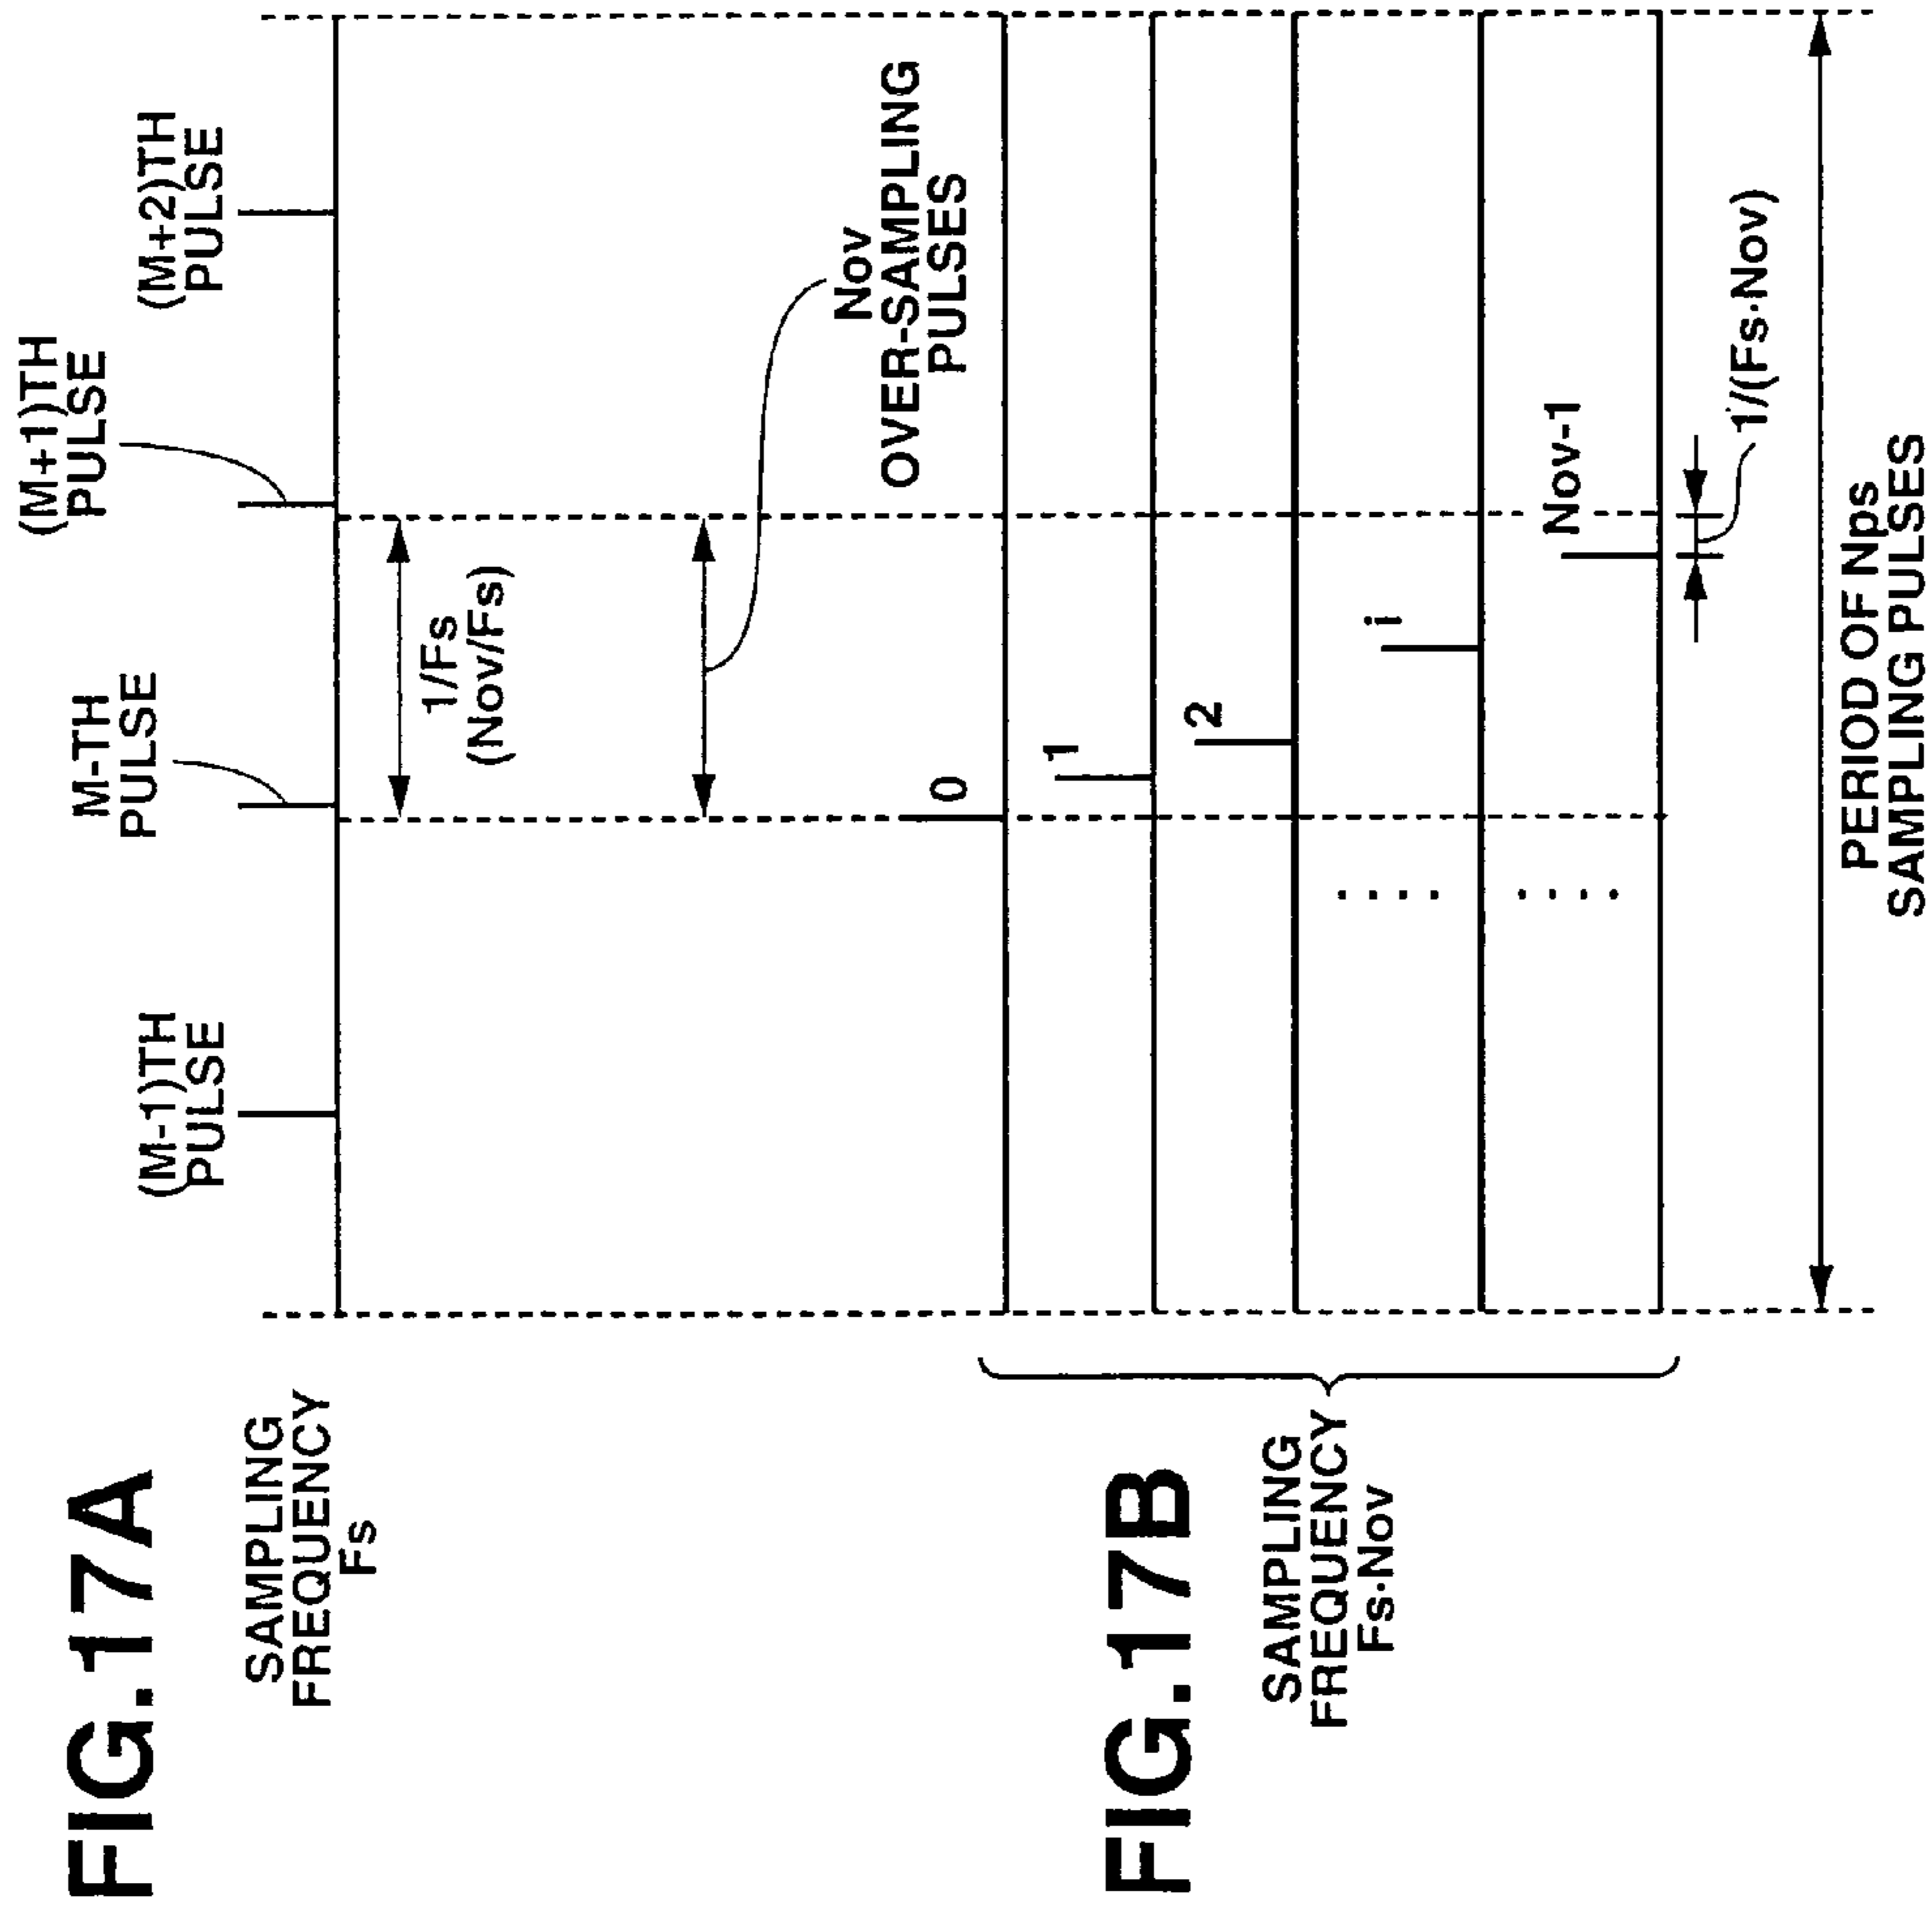 FIG.17A
SAMPLING
FREQUENCY
Fs
(M-1)TH
PULSE
M-TH
PULSE
(M+1)TH
PULSE
(M+2)TH
PULSE
1/Fs
(Nov/Fs)
Nov
OVER-SAMPLING
PULSES
FIG.17B
SAMPLING
FREQUENCY
Fs·Nov
0
1
2
i
Nov-1
....
....
1/(Fs·Nov)
PERIOD OF Nps
SAMPLING PULSES